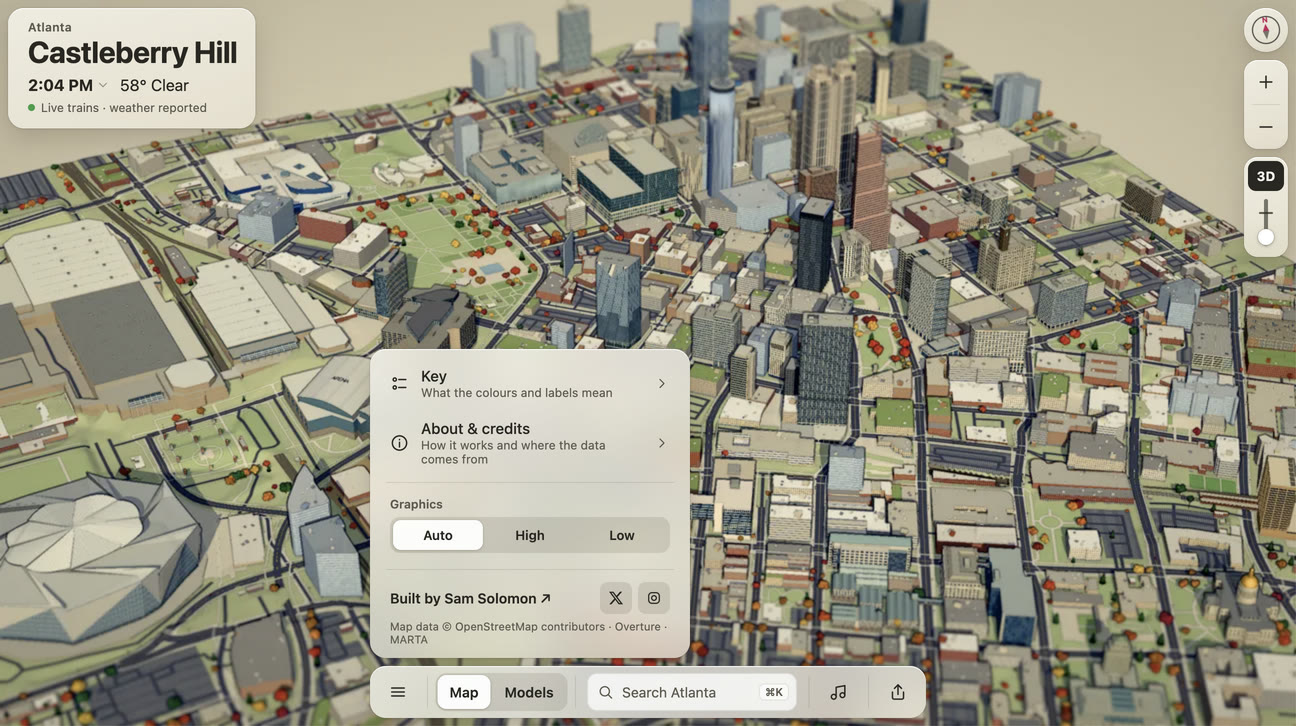 Atlanta
Castleberry Hill
2:04 PM 58° Clear
Live trains · weather reported
N
+
−
3D
ARENA
Key
What the colours and labels mean
About & credits
How it works and where the data
comes from
Graphics
Auto High Low
Built by Sam Solomon ↗
Map data © OpenStreetMap contributors · Overture ·
MARTA
Map Models Search Atlanta ⌘K